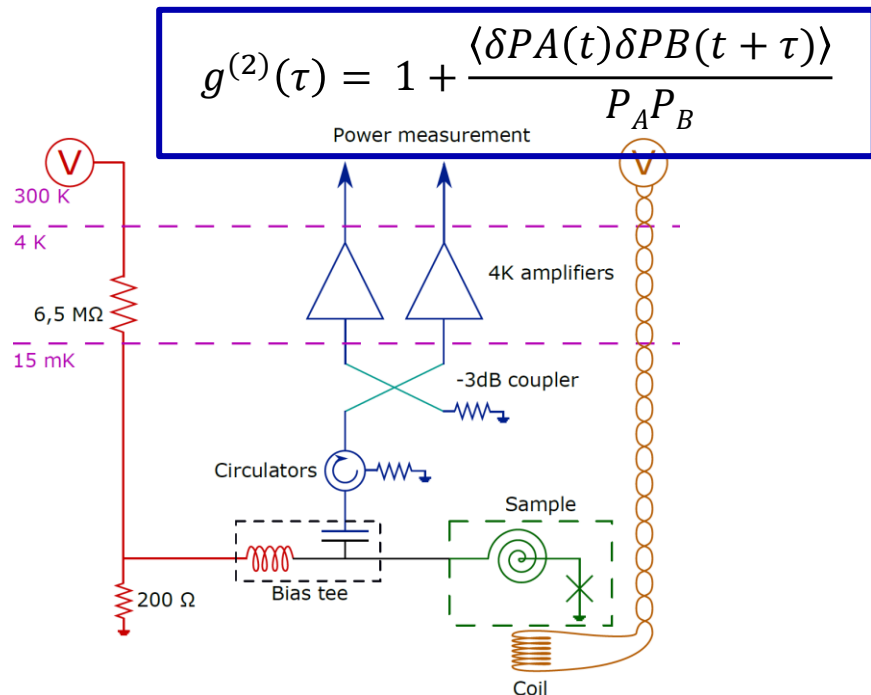 g⁽²⁾(τ) = 1 + ⟨δPA(t)δPB(t + τ)⟩ / P_A P_B
Power measurement
V
V
300 K
4 K
4K amplifiers
6,5 MΩ
15 mK
-3dB coupler
Circulators
Sample
Bias tee
200 Ω
Coil